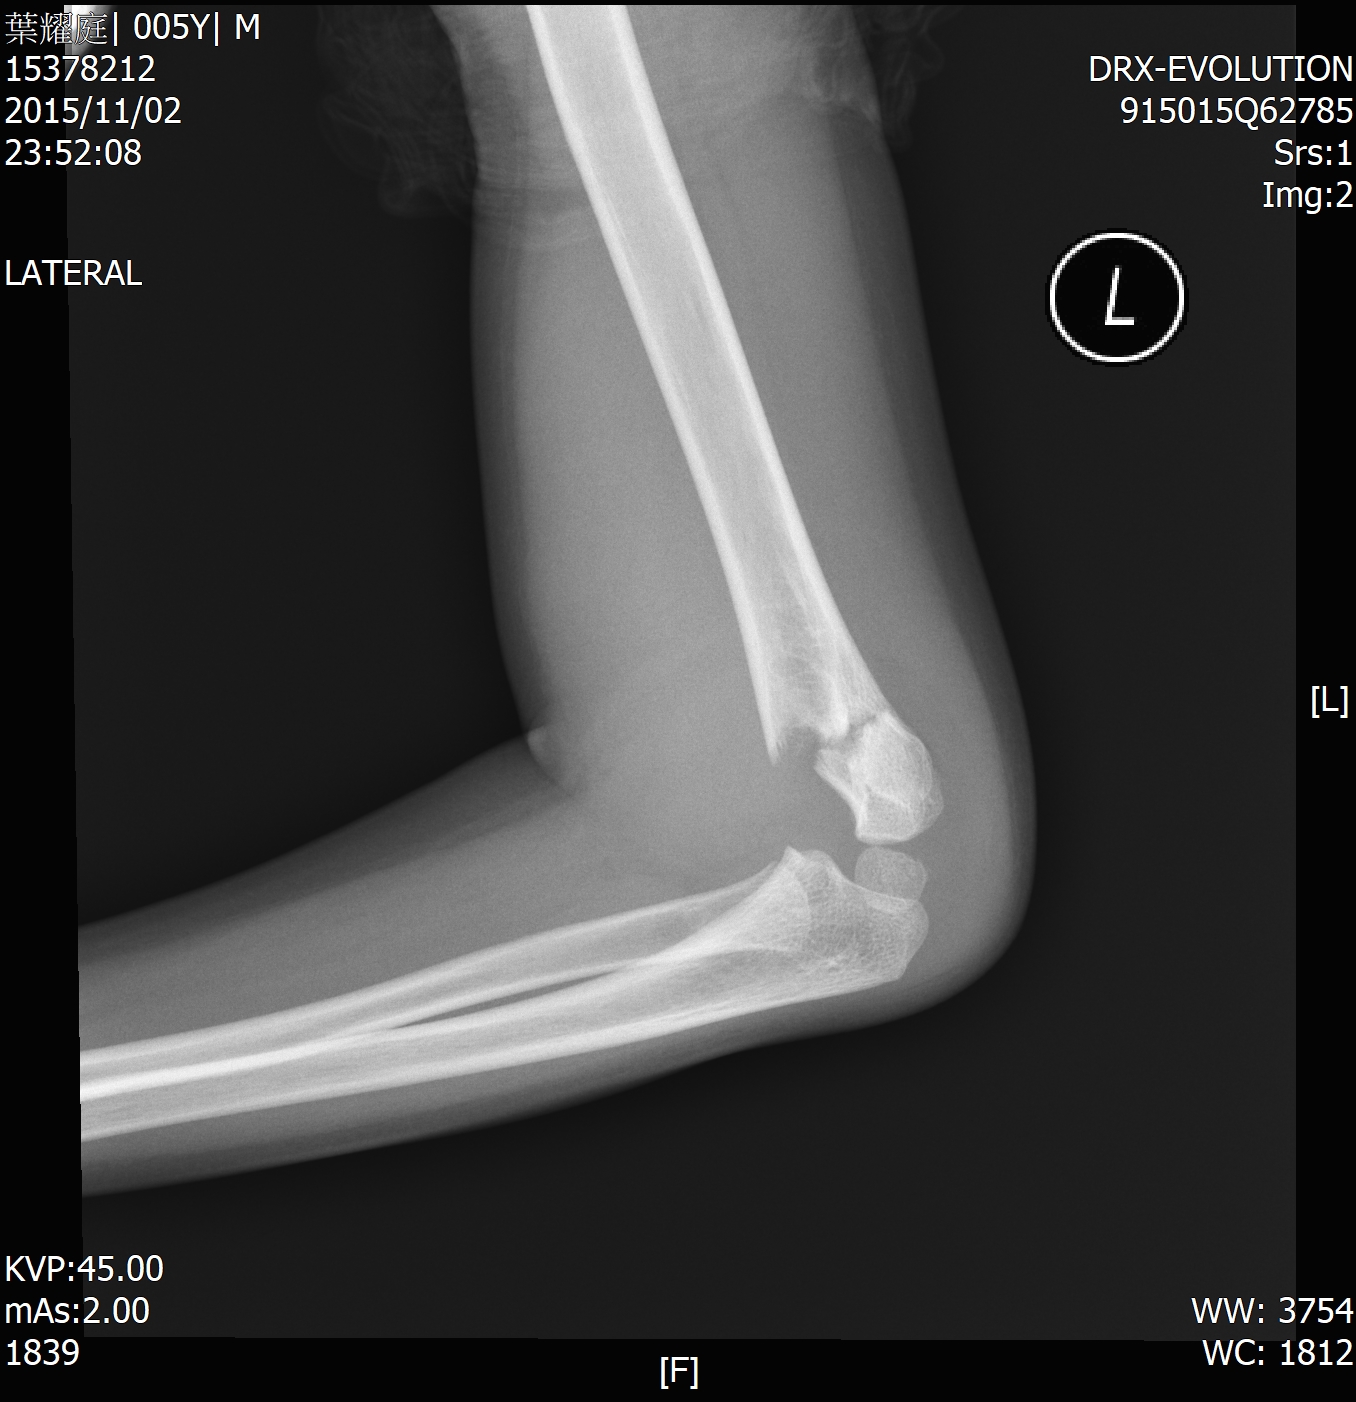 葉耀庭| 005Y| M
15378212
2015/11/02
23:52:08
LATERAL
DRX-EVOLUTION
915015Q62785
Srs:1
Img:2
L
[L]
KVP:45.00
mAs:2.00
1839
[F]
WW: 3754
WC: 1812